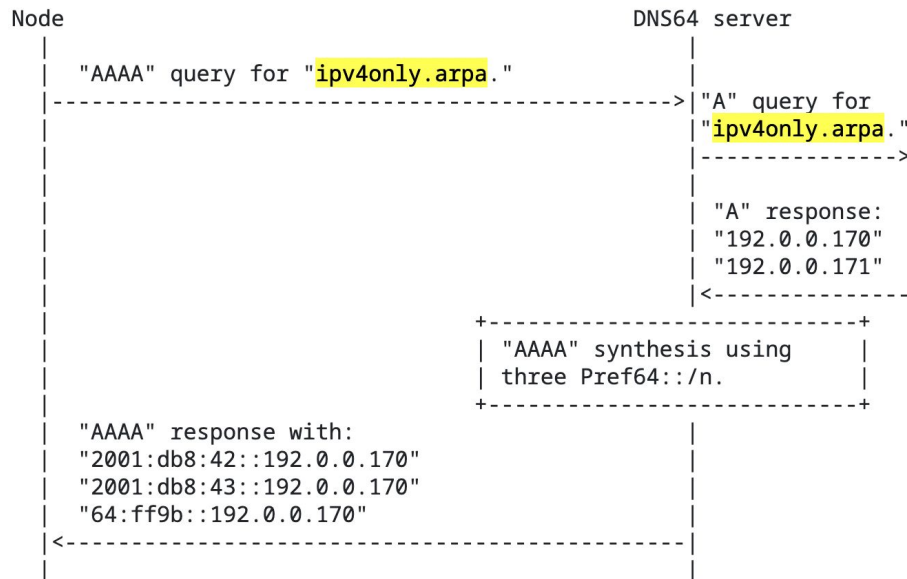 Node DNS64 server
"AAAA" query for "ipv4only.arpa."
"A" query for
"ipv4only.arpa."
"A" response:
"192.0.0.170"
"192.0.0.171"
"AAAA" synthesis using
three Pref64::/n.
"AAAA" response with:
"2001:db8:42::192.0.0.170"
"2001:db8:43::192.0.0.170"
"64:ff9b::192.0.0.170"